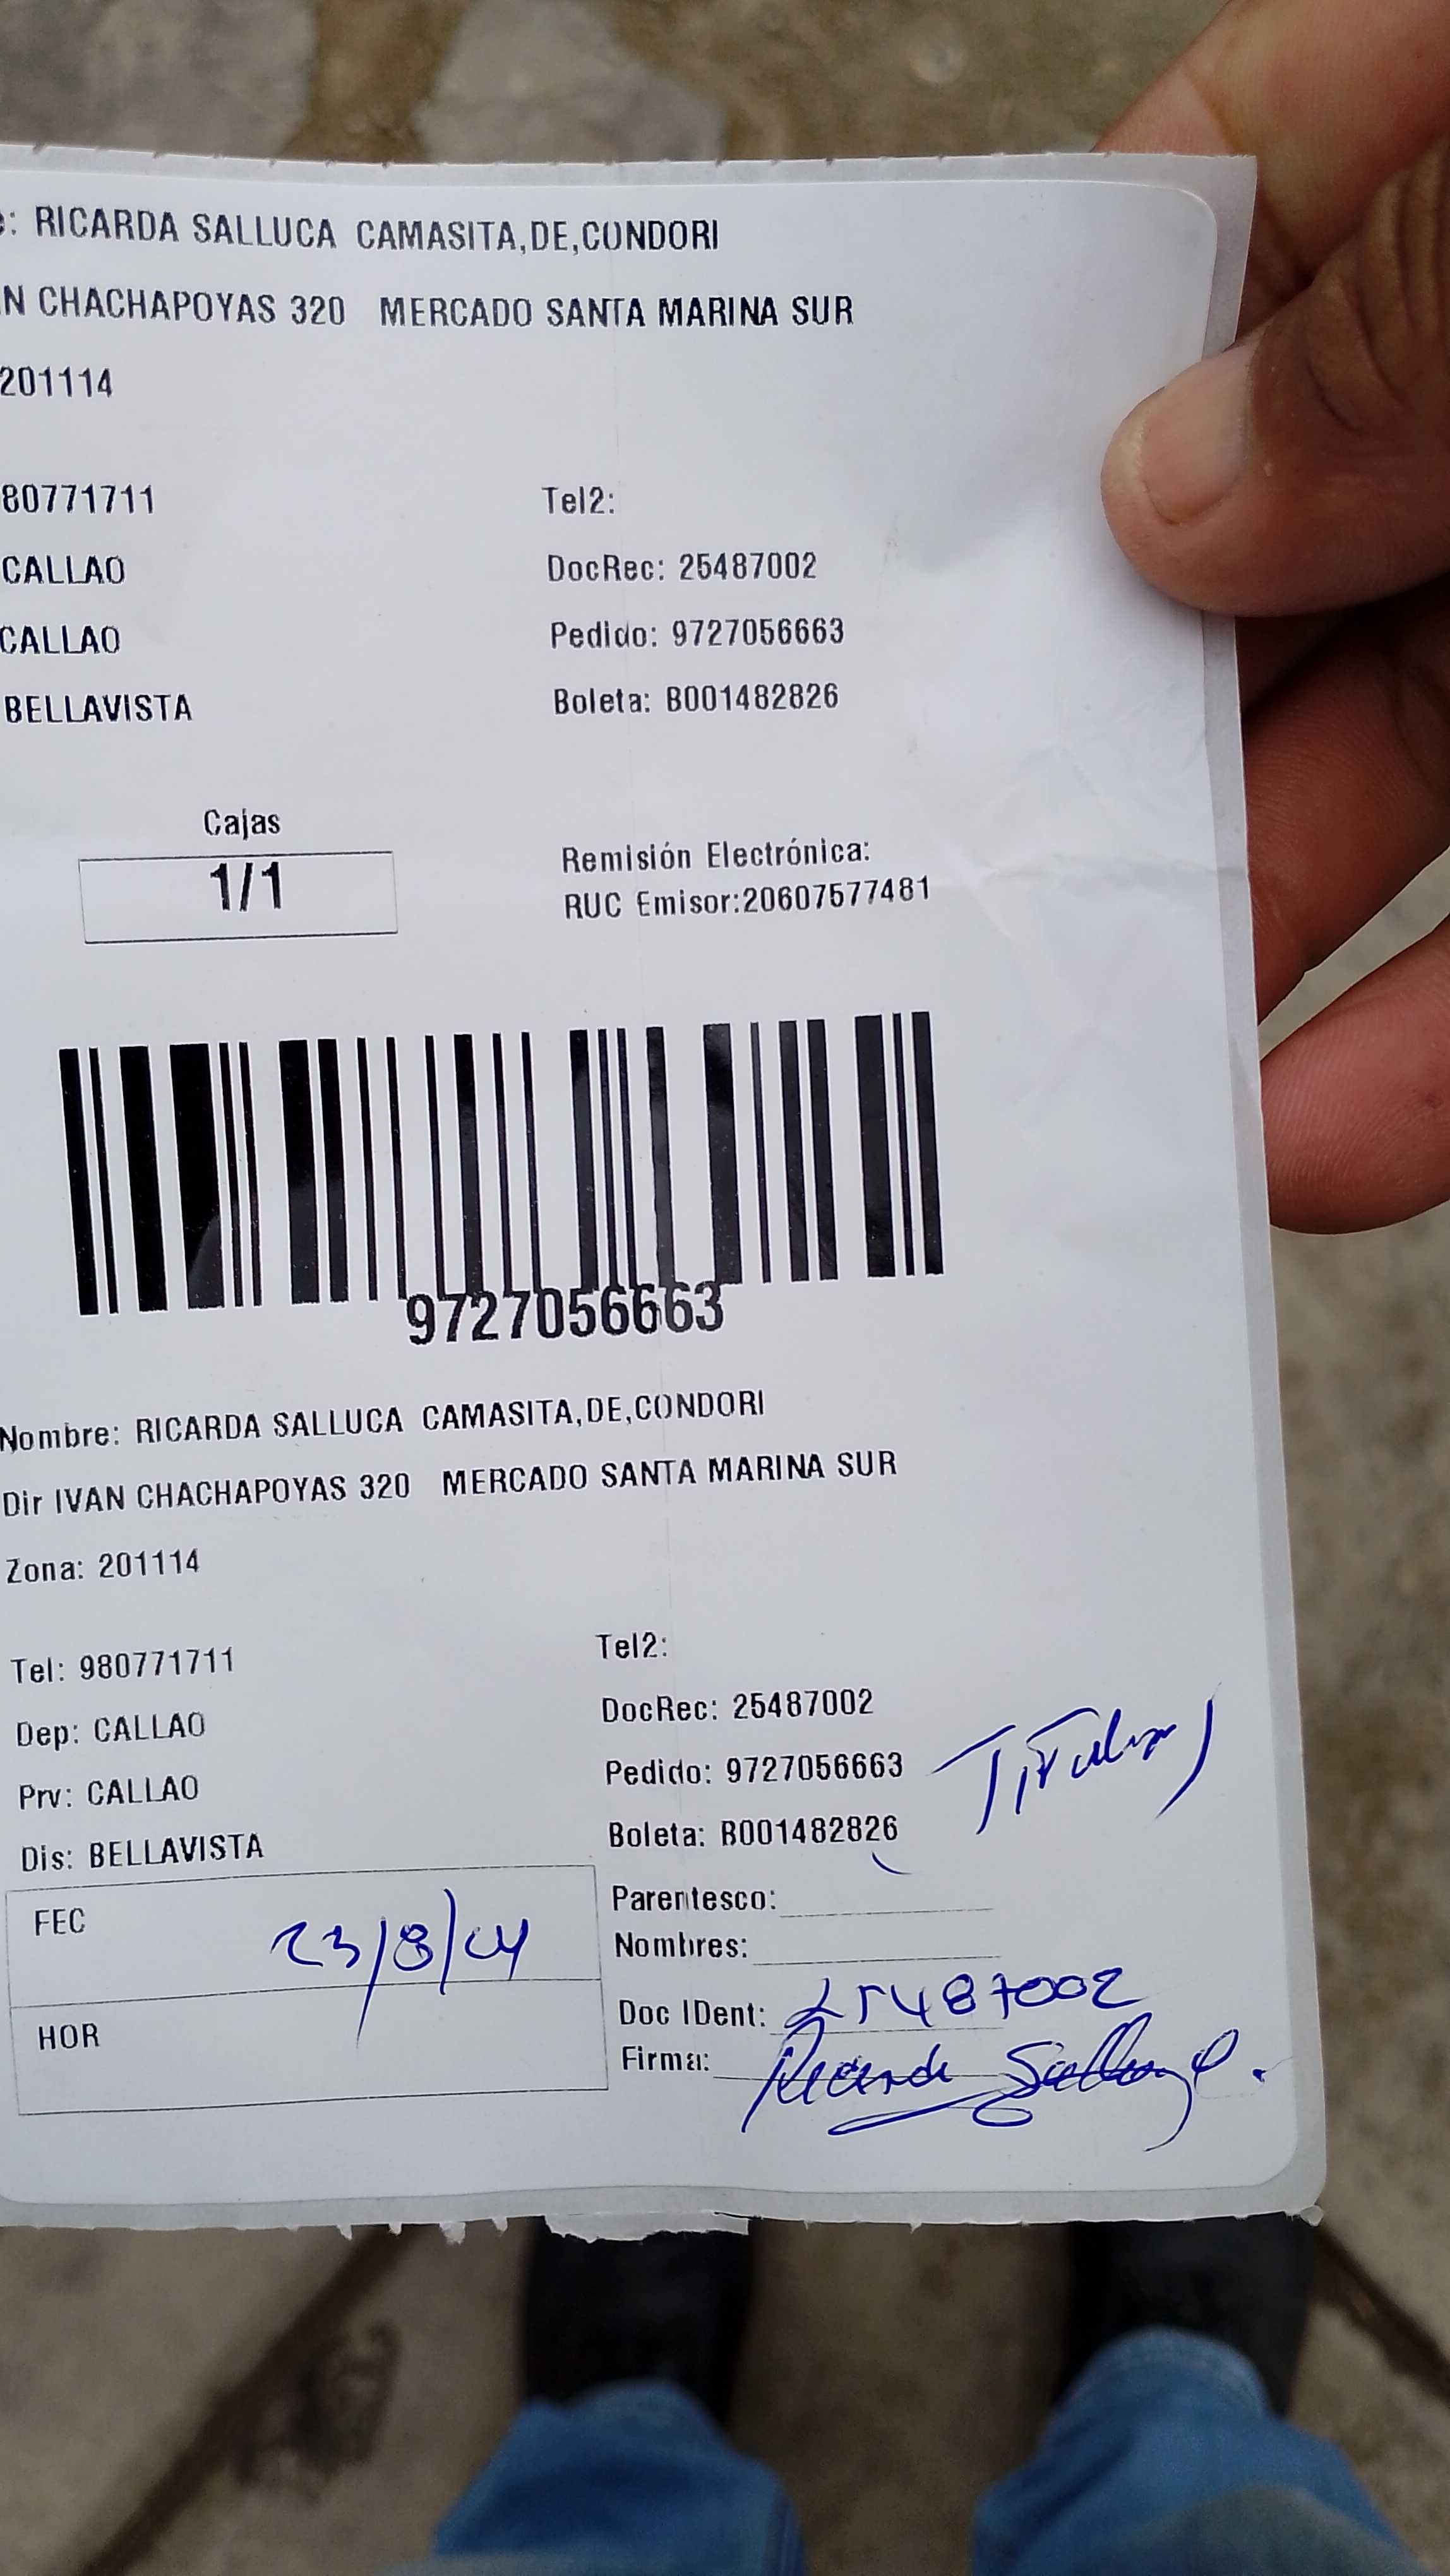 : RICARDA SALLUCA CAMASITA,DE,CONDORI
N CHACHAPOYAS 320 MERCADO SANTA MARINA SUR
201114
80771711 Tel2:
CALLAO DocRec: 25487002
CALLAO Pedido: 9727056663
BELLAVISTA Boleta: B001482826
Cajas
1/1
Remisión Electrónica:
RUC Emisor:20607577481
9727056663
Nombre: RICARDA SALLUCA CAMASITA,DE,CONDORI
Dir IVAN CHACHAPOYAS 320 MERCADO SANTA MARINA SUR
Zona: 201114
Tel: 980771711 Tel2:
Dep: CALLAO DocRec: 25487002
Prv: CALLAO Pedido: 9727056663
Dis: BELLAVISTA Boleta: B001482826
Titular
FEC 23/8/24
HOR
Parentesco:
Nombres:
Doc IDent: 25487002
Firma: Ricarda Salluca